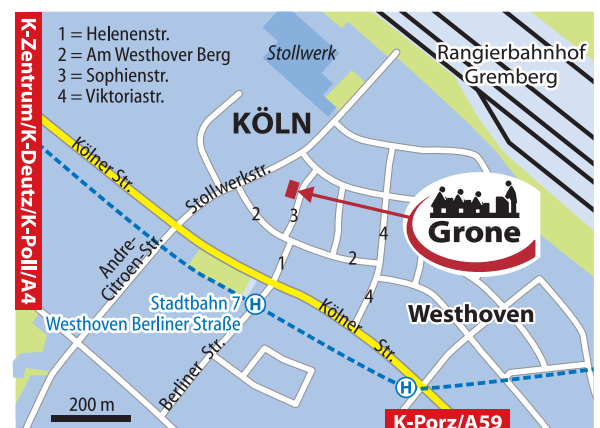 K-Zentrum/K-Deutz/K-Poll/A4
1 = Helenenstr.
2 = Am Westhover Berg
3 = Sophienstr.
4 = Viktoriastr.
Stollwerk
Rangierbahnhof
Gremberg
KÖLN
Kölner Str.
Stollwerkstr.
2
3
4
Grone
Andre-
Citroen-Str.
1
2
4
Stadtbahn 7
Westhoven Berliner Straße
H
Kölner Str.
Westhoven
Berliner Str.
H
200 m
K-Porz/A59